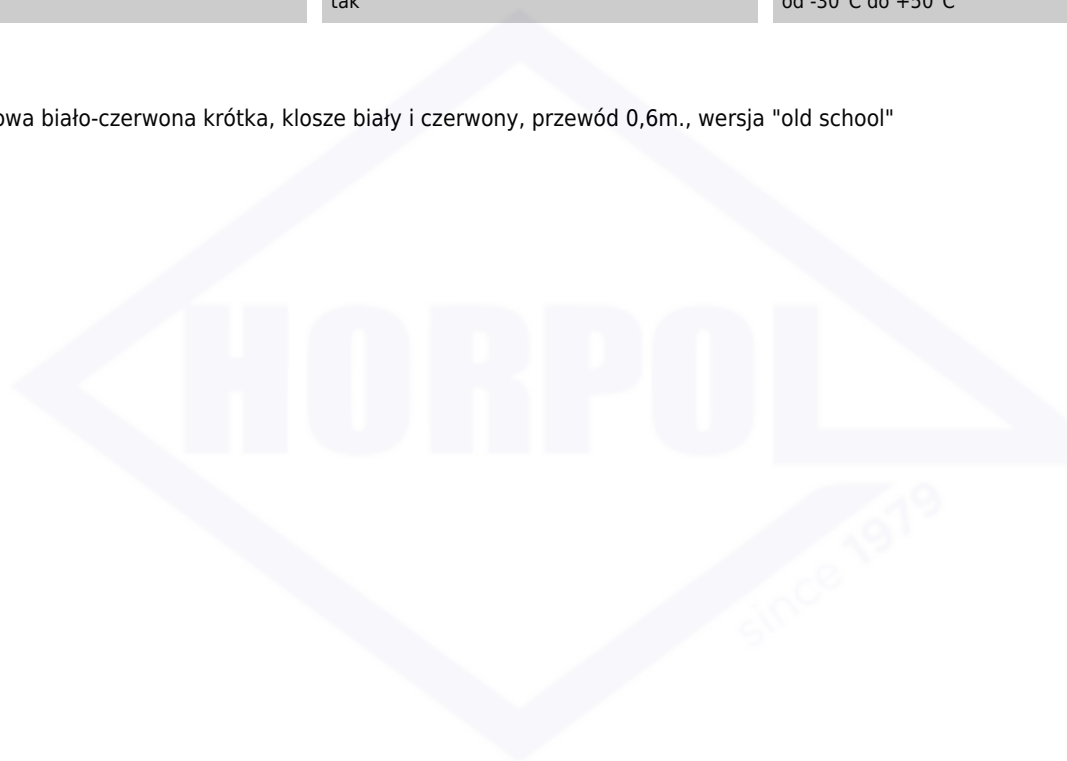 tak od -30°C do +50°C
owa biało-czerwona krótka, klosze biały i czerwony, przewód 0,6m., wersja "old school"
HORPOL
since 1979